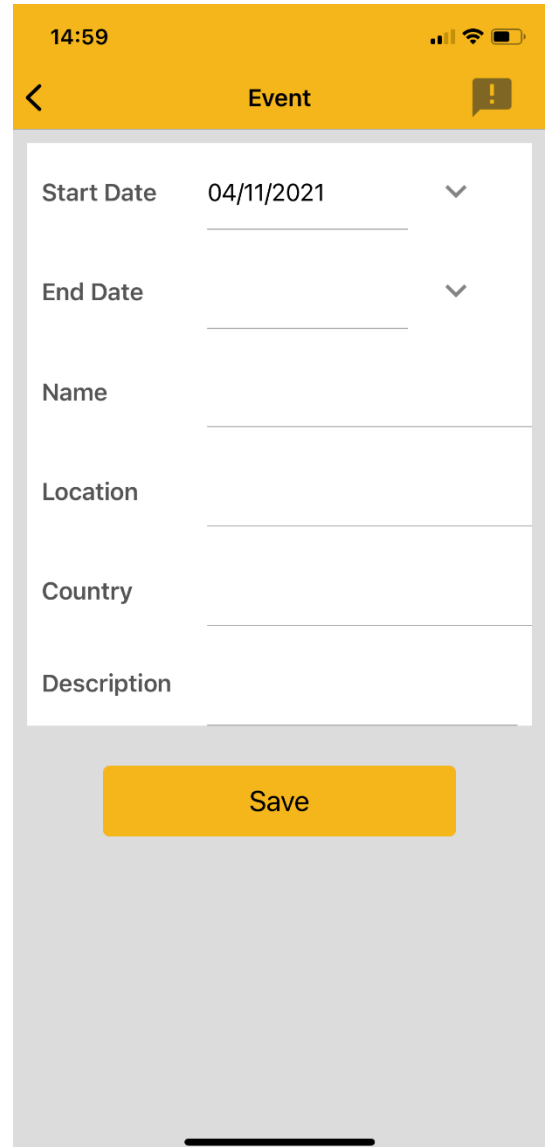 14:59
Event
Start Date 04/11/2021
End Date
Name
Location
Country
Description
Save